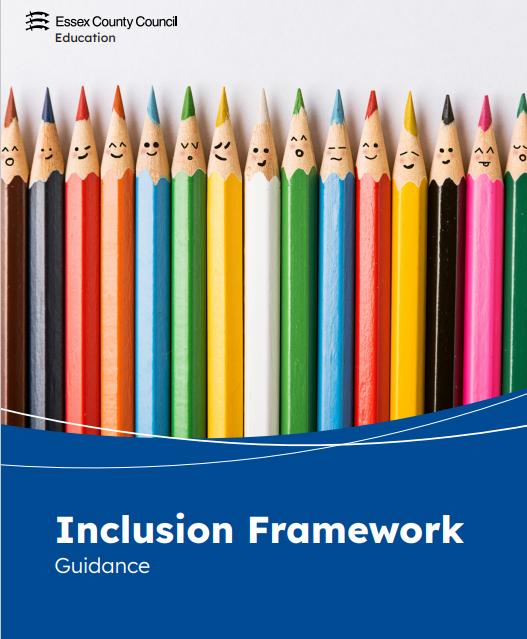 Essex County Council
Education
Inclusion Framework
Guidance